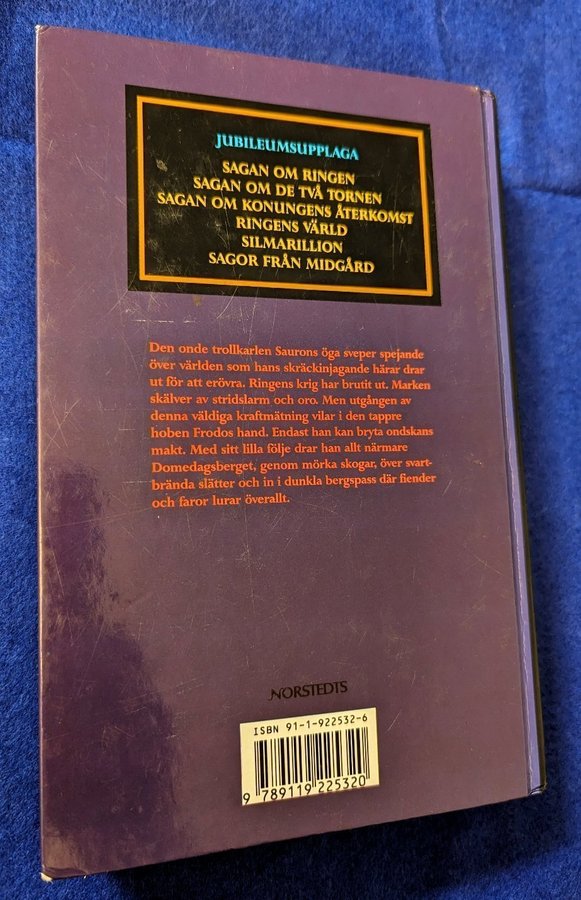 JUBILEUMSUPPLAGA
SAGAN OM RINGEN
SAGAN OM DE TVÅ TORNEN
SAGAN OM KONUNGENS ÅTERKOMST
RINGENS VÄRLD
SILMARILLION
SAGOR FRÅN MIDGÅRD
Den onde trollkarlen Saurons öga sveper spejande
över världen som hans skräckinjagande härar drar
ut för att erövra. Ringens krig har brutit ut. Marken
skälver av stridslarm och oro. Men utgången av
denna väldiga kraftmätning vilar i den tappre
hoben Frodos hand. Endast han kan bryta ondskans
makt. Med sitt lilla följe drar han allt närmare
Domedagsberget, genom mörka skogar, över svart-
brända slätter och in i dunkla bergspass där fiender
och faror lurar överallt.
NORSTEDTS
ISBN 91-1-922532-6
9 789119 225320